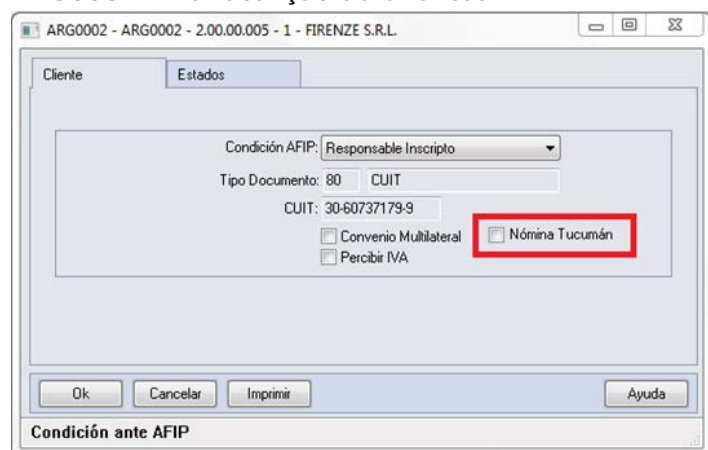 ARG0002 - ARG0002 - 2.00.00.005 - 1 - FIRENZE S.R.L.
Cliente Estados
Condición AFIP: Responsable Inscripto
Tipo Documento: 80 CUIT
CUIT: 30-60737179-9
Convenio Multilateral Nómina Tucumán
Percibir IVA
Ok Cancelar Imprimir Ayuda
Condición ante AFIP